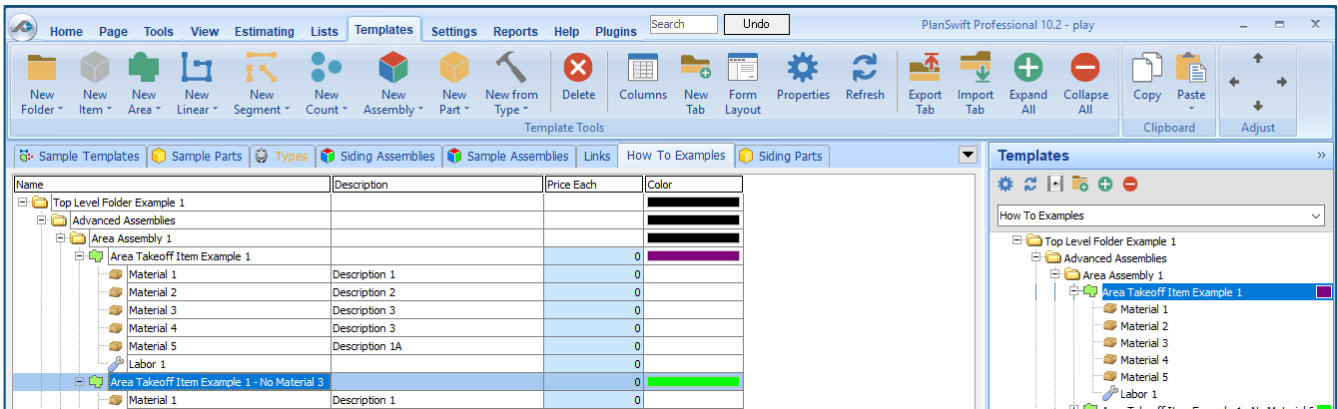 Home Page Tools View Estimating Lists Templates Settings Reports Help Plugins Search Undo PlanSwift Professional 10.2 - play
New Folder New Item New Area New Linear New Segment New Count New Assembly New Part New from Type Delete Columns New Tab Form Layout Properties Refresh Export Tab Import Tab Expand All Collapse All Copy Paste
Template Tools Clipboard Adjust
Sample Templates Sample Parts Types Siding Assemblies Sample Assemblies Links How To Examples Siding Parts
Name Description Price Each Color
Top Level Folder Example 1
Advanced Assemblies
Area Assembly 1
Area Takeoff Item Example 1 0
Material 1 Description 1 0
Material 2 Description 2 0
Material 3 Description 3 0
Material 4 Description 3 0
Material 5 Description 1A 0
Labor 1 0
Area Takeoff Item Example 1 - No Material 3 0
Material 1 Description 1 0
Templates »
How To Examples
Top Level Folder Example 1
Advanced Assemblies
Area Assembly 1
Area Takeoff Item Example 1
Material 1
Material 2
Material 3
Material 4
Material 5
Labor 1